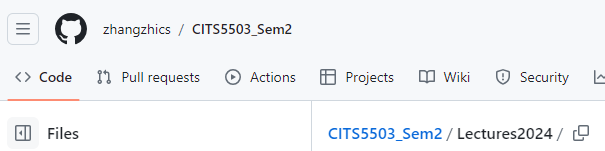 zhangzhics / CITS5503_Sem2
Code Pull requests Actions Projects Wiki Security
Files CITS5503_Sem2 / Lectures2024 /